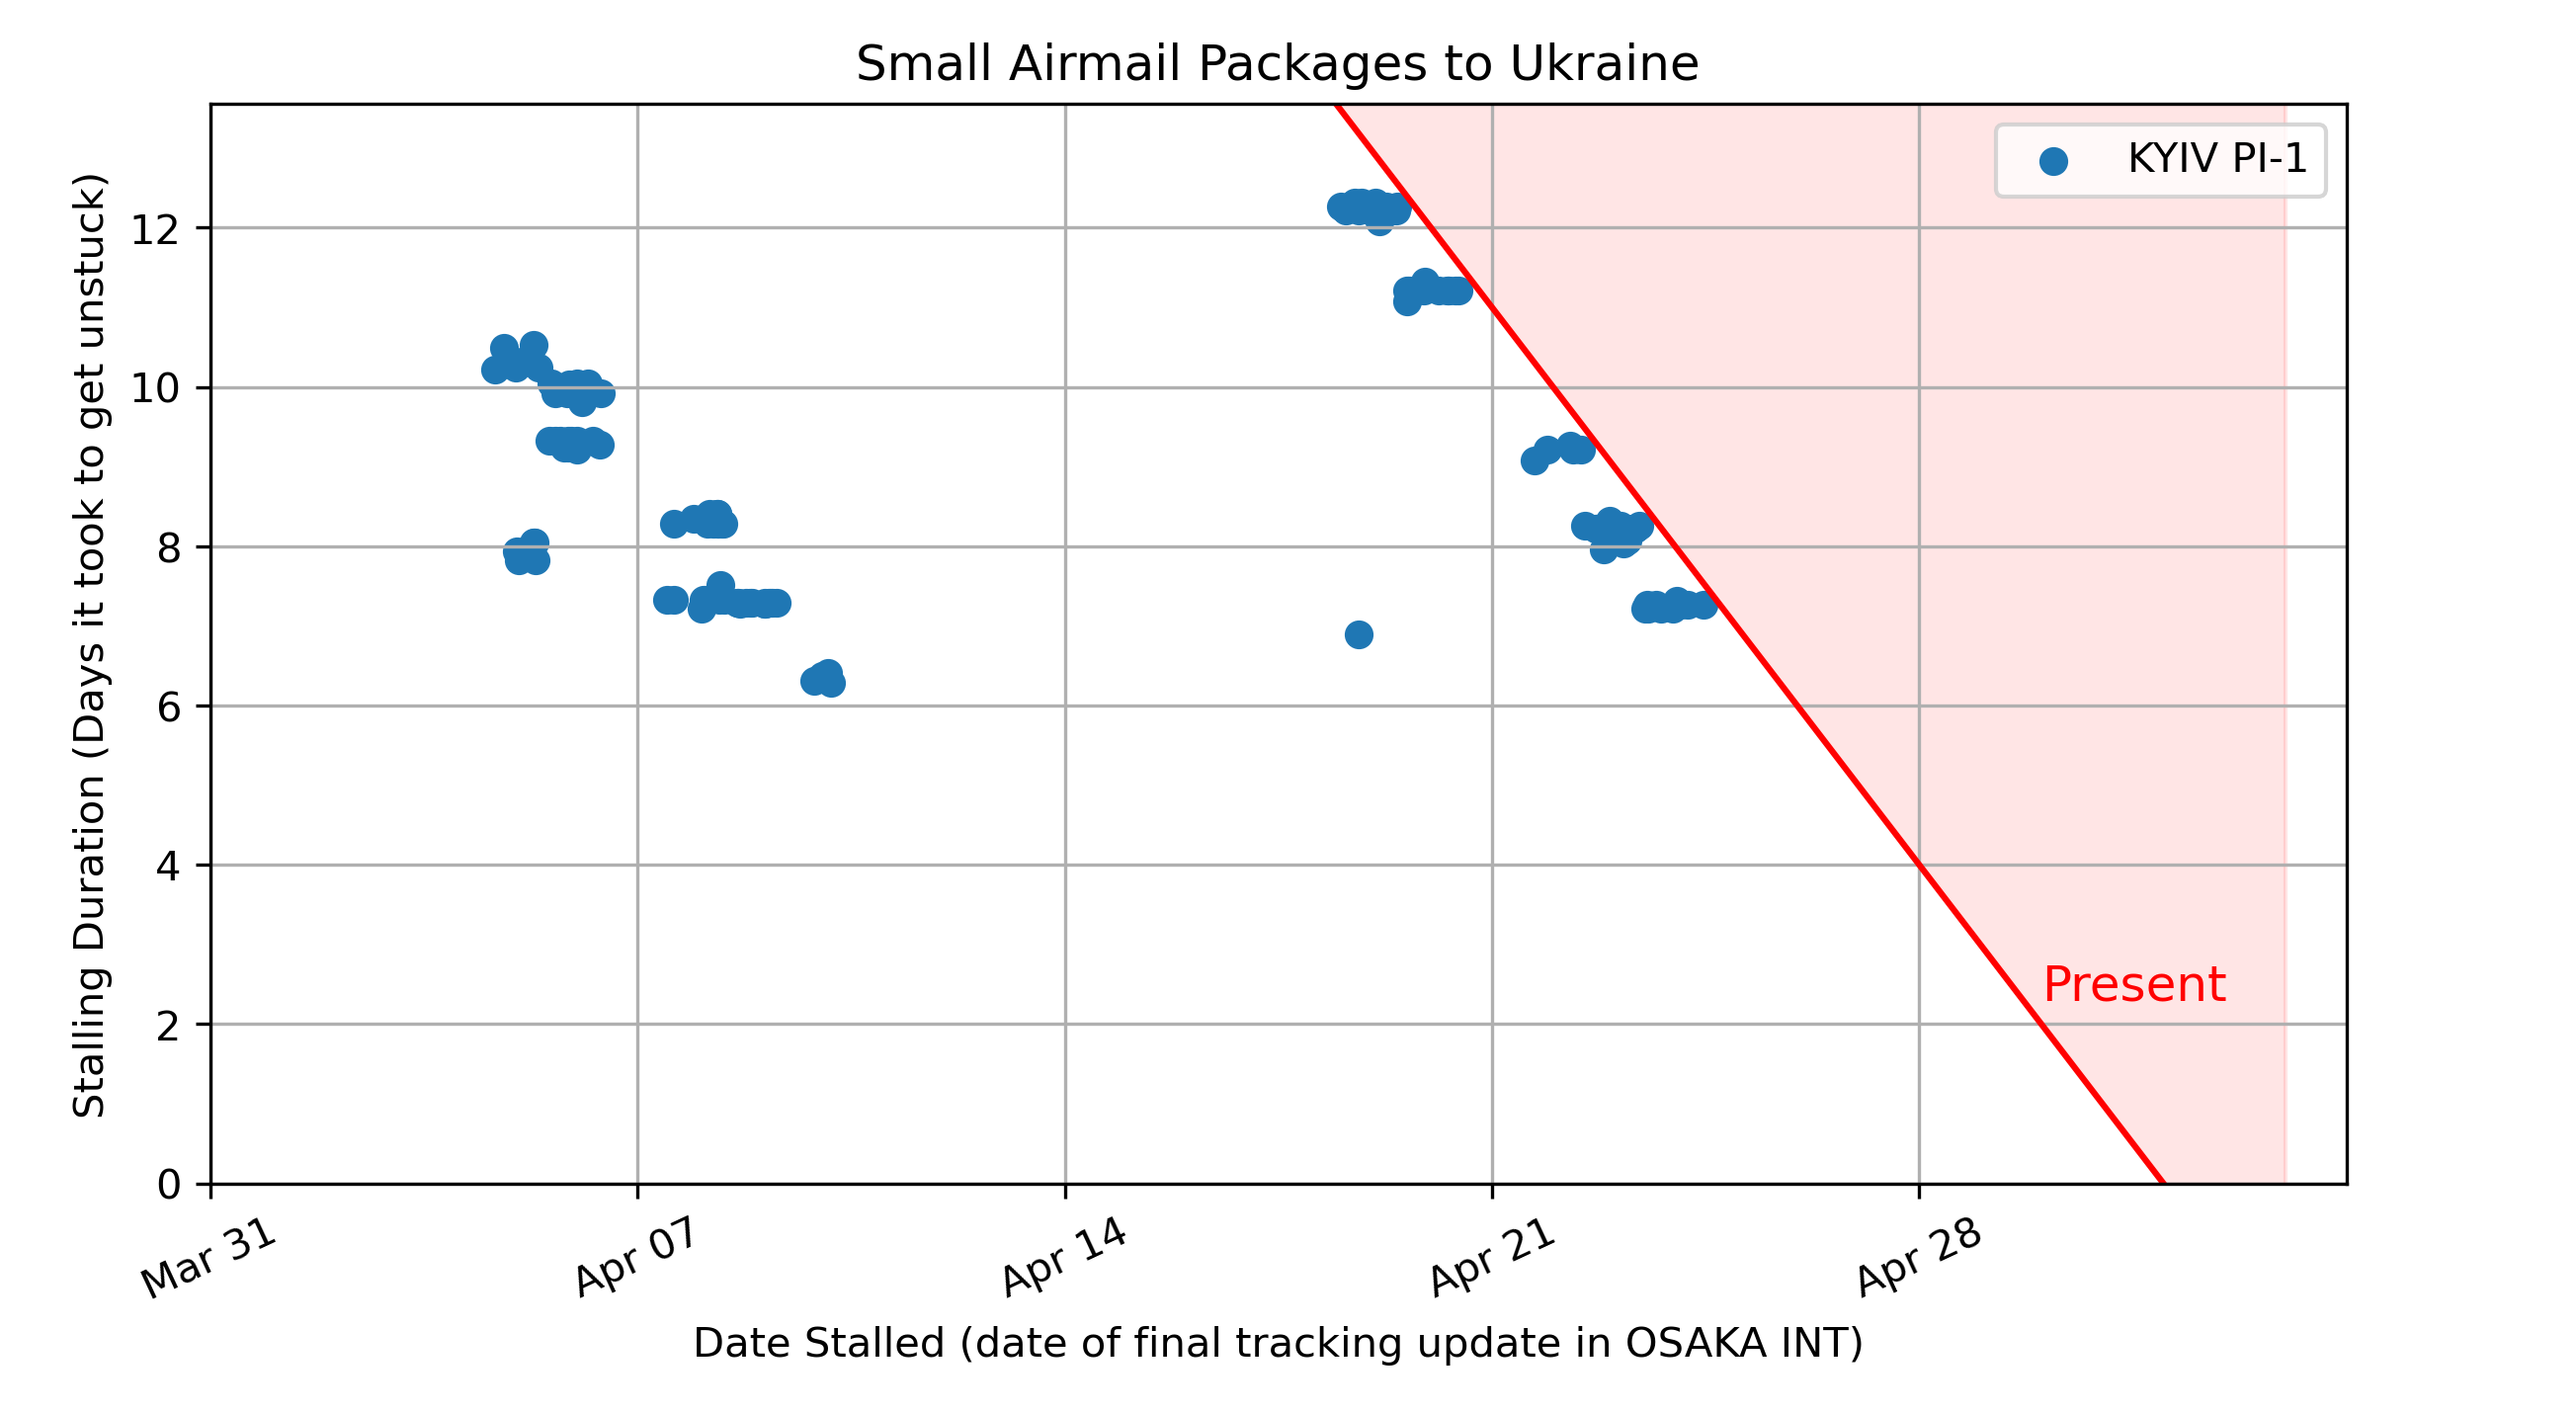 Small Airmail Packages to Ukraine
KYIV PI-1
Stalling Duration (Days it took to get unstuck)
12
10
8
6
4
2
0
Present
Mar 31
Apr 07
Apr 14
Apr 21
Apr 28
Date Stalled (date of final tracking update in OSAKA INT)